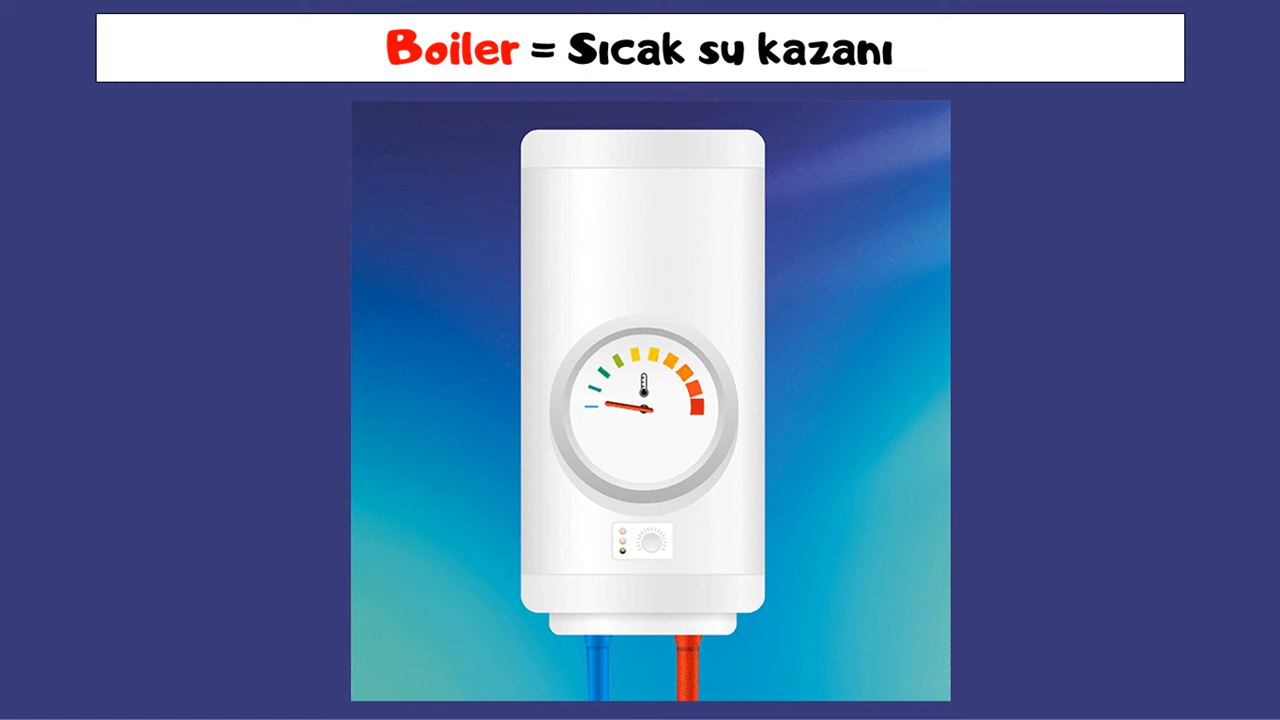 Boiler = Sıcak su kazanı